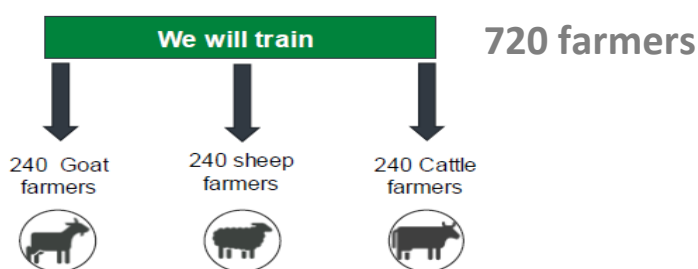 We will train
720 farmers
240 Goat
farmers
240 sheep
farmers
240 Cattle
farmers